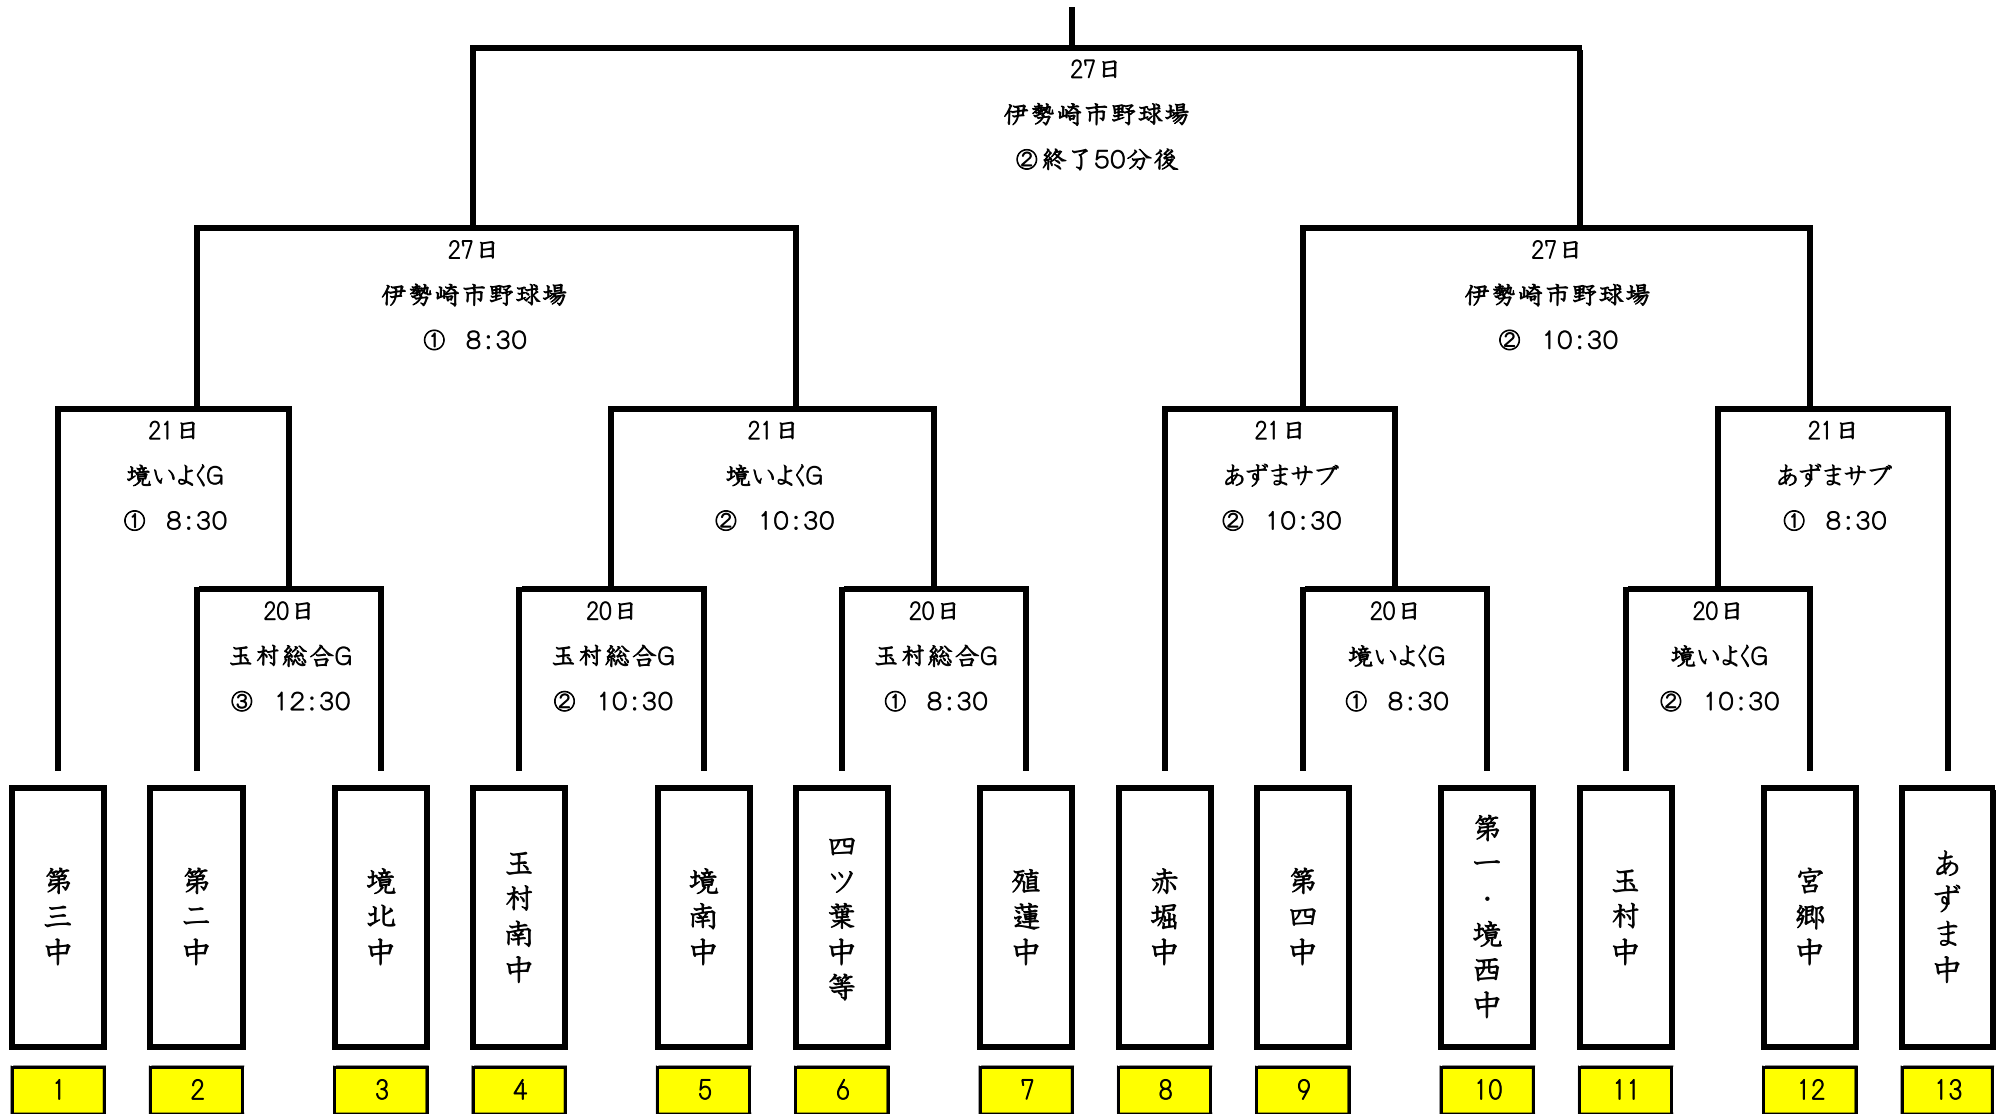 27日
伊勢崎市野球場
②終了50分後
27日
伊勢崎市野球場
① 8:30
27日
伊勢崎市野球場
② 10:30
21日
境いよくG
① 8:30
21日
境いよくG
② 10:30
21日
あずまサブ
② 10:30
21日
あずまサブ
① 8:30
20日
玉村総合G
③ 12:30
20日
玉村総合G
② 10:30
20日
玉村総合G
① 8:30
20日
境いよくG
① 8:30
20日
境いよくG
② 10:30
第三中
第二中
境北中
玉村南中
境南中
四ツ葉中等
殖蓮中
赤堀中
第四中
第一・境西中
玉村中
宮郷中
あずま中
1
2
3
4
5
6
7
8
9
10
11
12
13